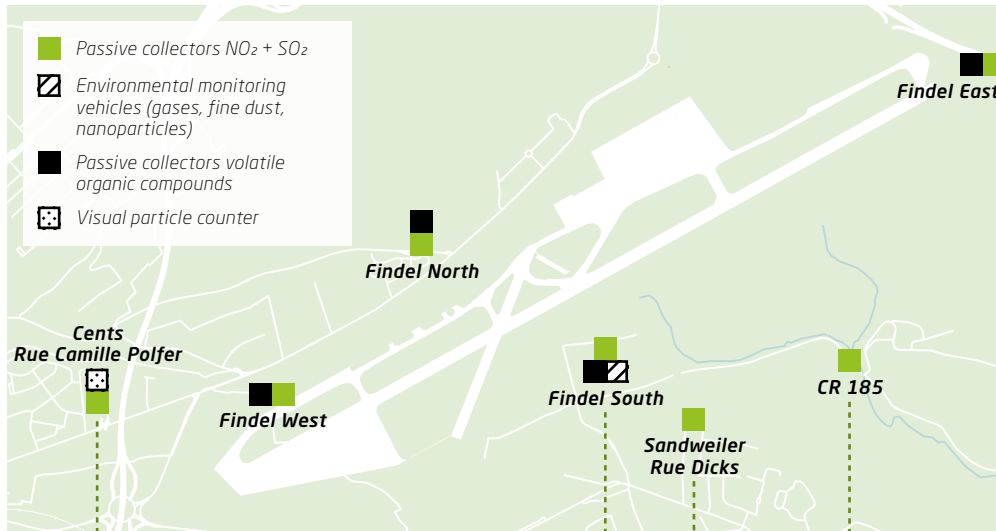 Passive collectors NO₂ + SO₂
Environmental monitoring
vehicles (gases, fine dust,
nanoparticles)
Passive collectors volatile
organic compounds
Visual particle counter
Findel East
Findel North
Cents
Rue Camille Polfer
Findel West
Findel South
CR 185
Sandweiler
Rue Dicks